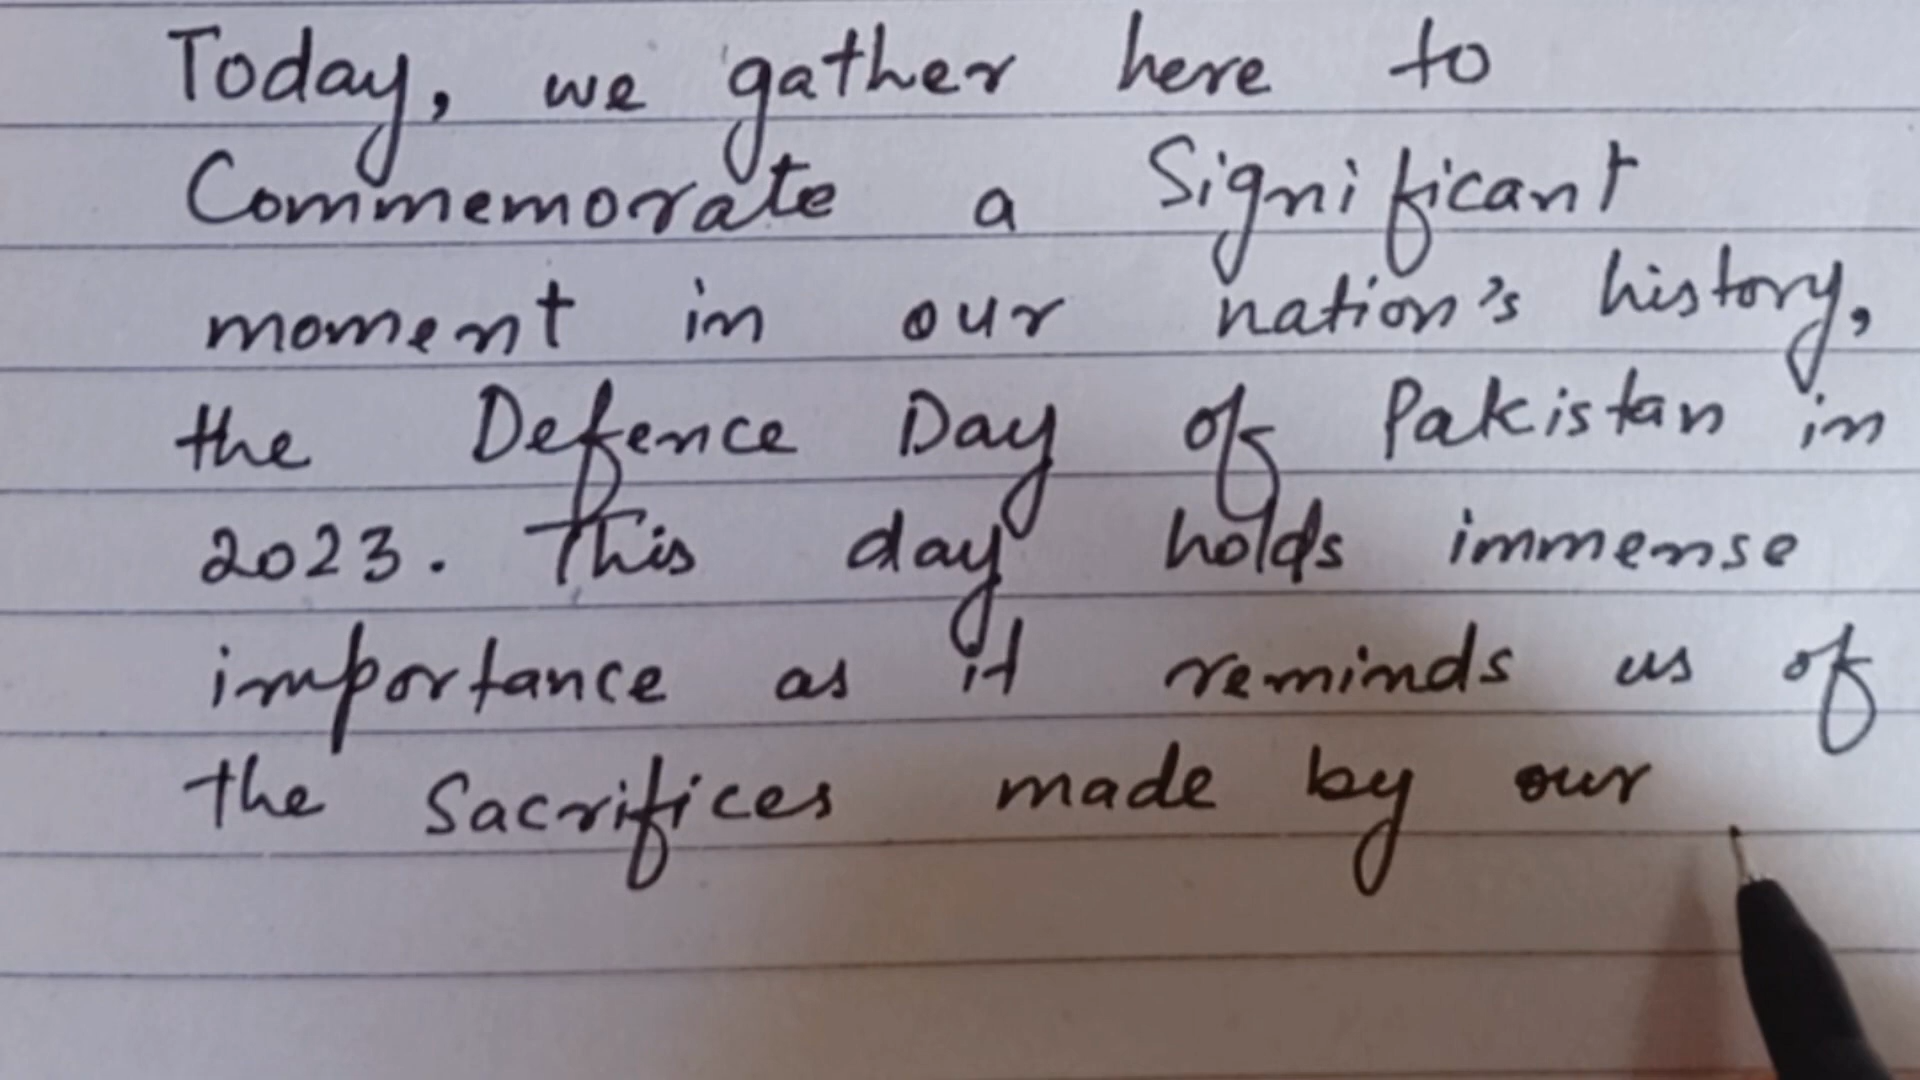 Today, we gather here to
Commemorate a Significant
moment in our nation's history,
the Defence Day of Pakistan in
2023. This day holds immense
importance as it reminds us of
the Sacrifices made by our